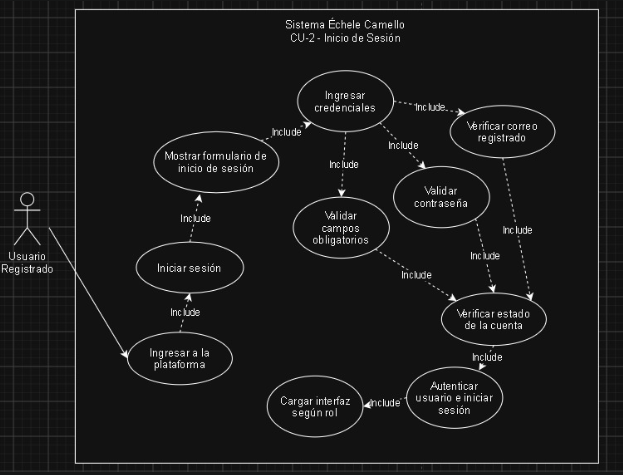 Sistema Échele Camello
CU-2 - Inicio de Sesión
Ingresar
credenciales
Include
Verificar correo
registrado
Include
Mostrar formulario de
inicio de sesión
Include
Include
Validar
contraseña
Validar
campos
obligatorios
Include
Usuario
Registrado
Iniciar sesión
Include
Include
Include
Verificar estado
de la cuenta
Ingresar a la
plataforma
Include
Autenticar
usuario e iniciar
sesión
Include
Cargar interfaz
según rol